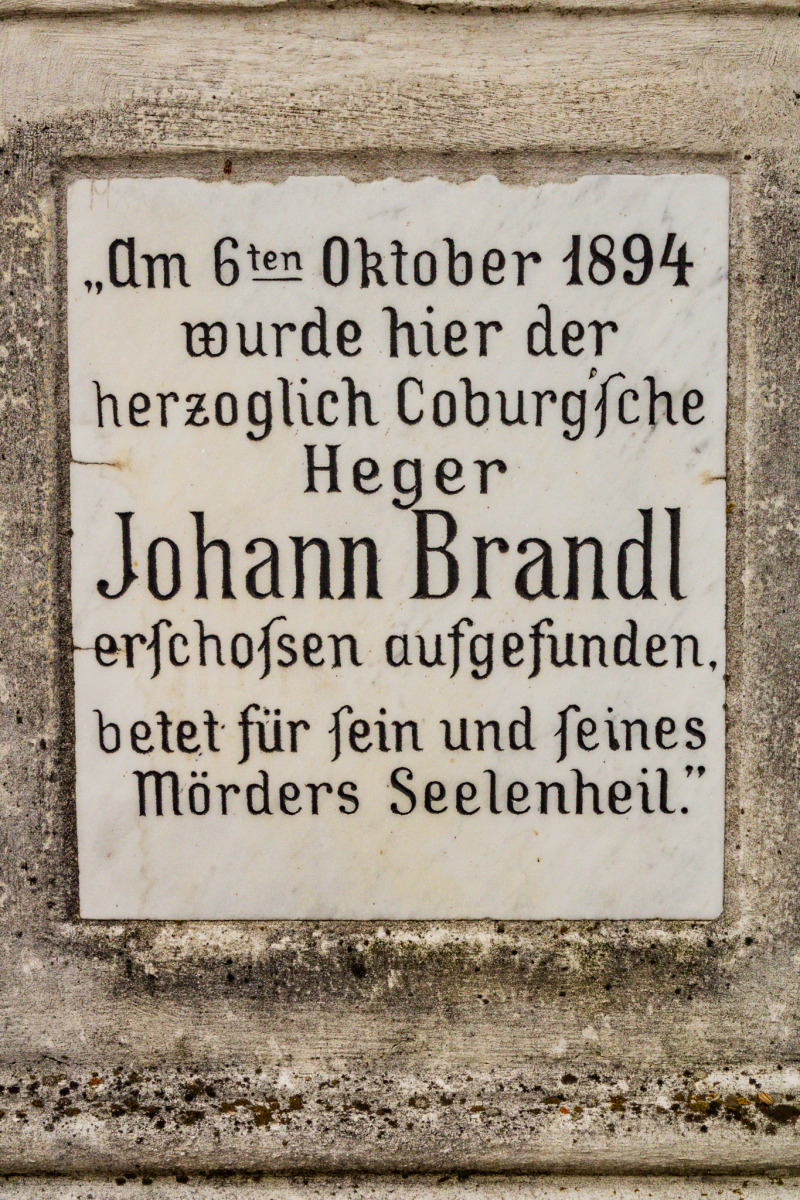 „Am 6ten Oktober 1894
wurde hier der
herzoglich Coburg'ſche
Heger
Johann Brandl
erſchoſsen aufgefunden,
betet für ſein und ſeines
Mörders Seelenheil.”